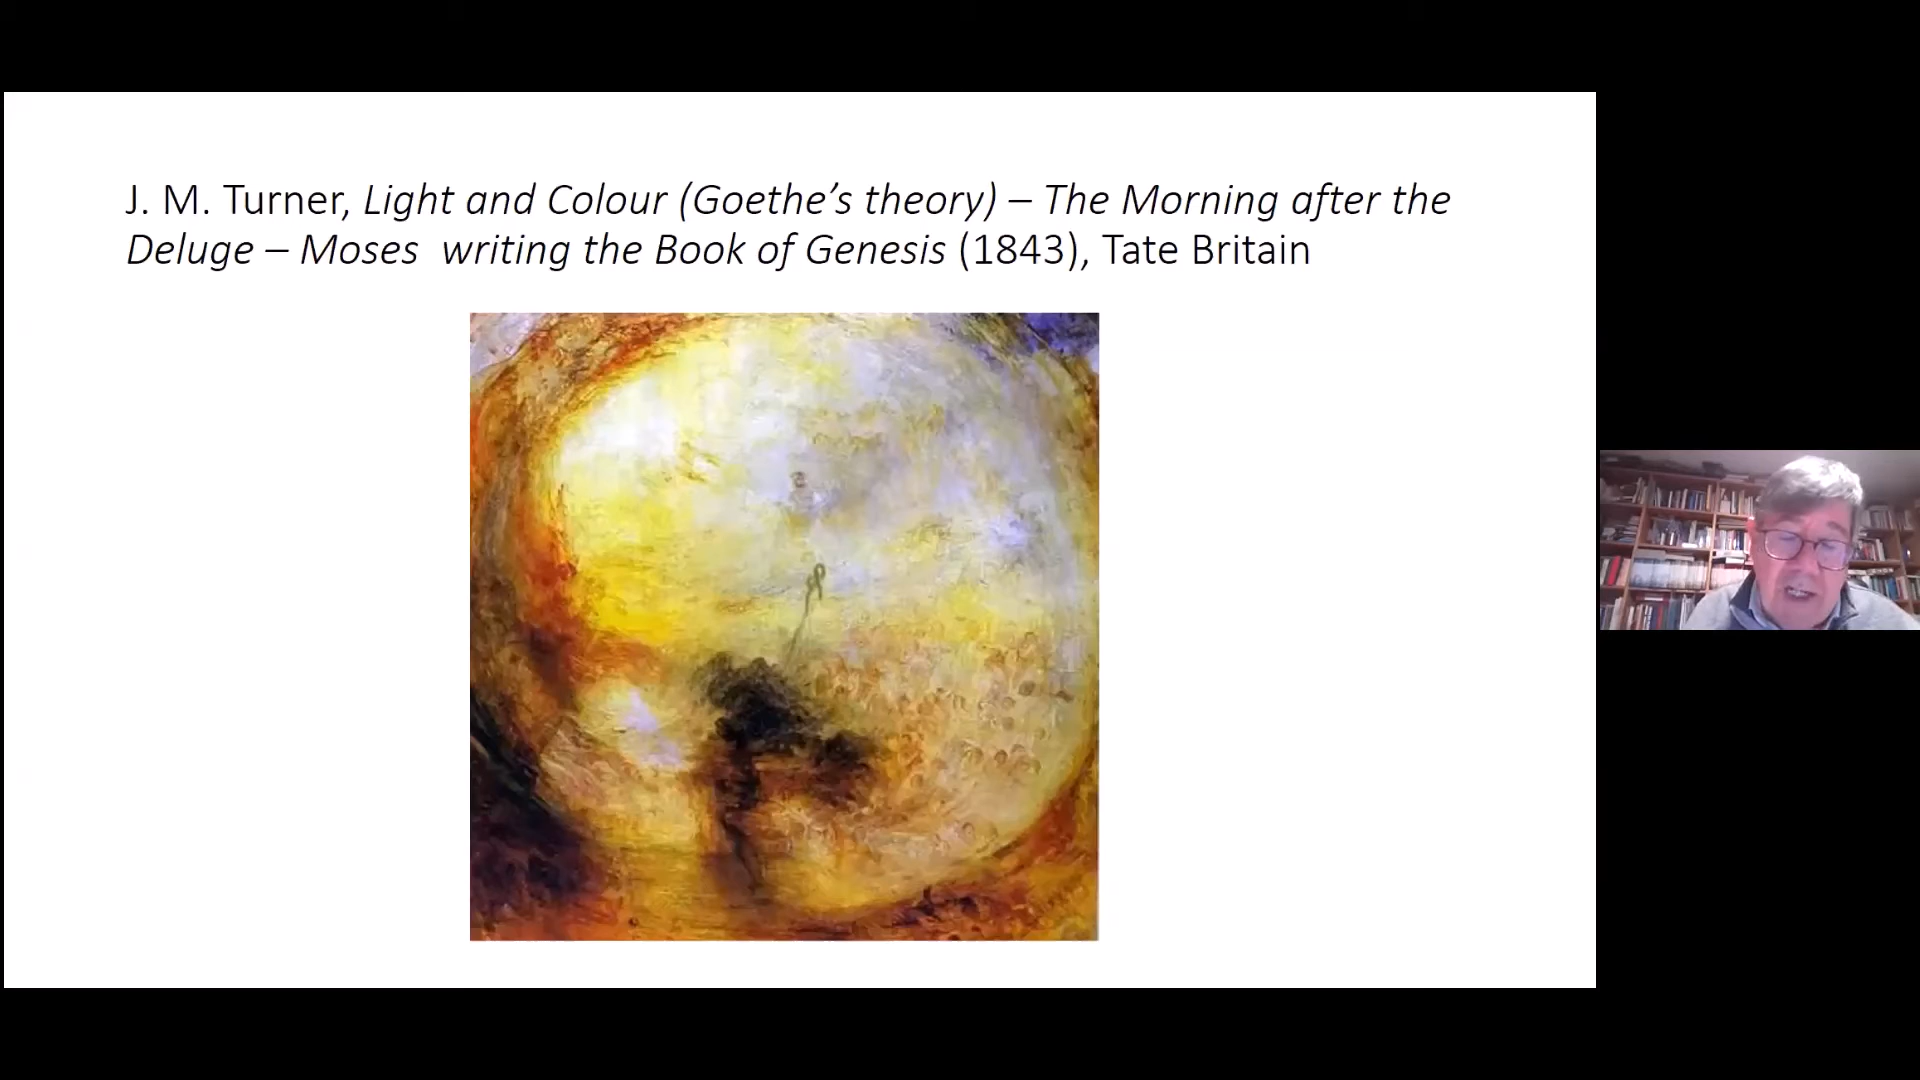 J. M. Turner, Light and Colour (Goethe’s theory) – The Morning after the
Deluge – Moses  writing the Book of Genesis (1843), Tate Britain